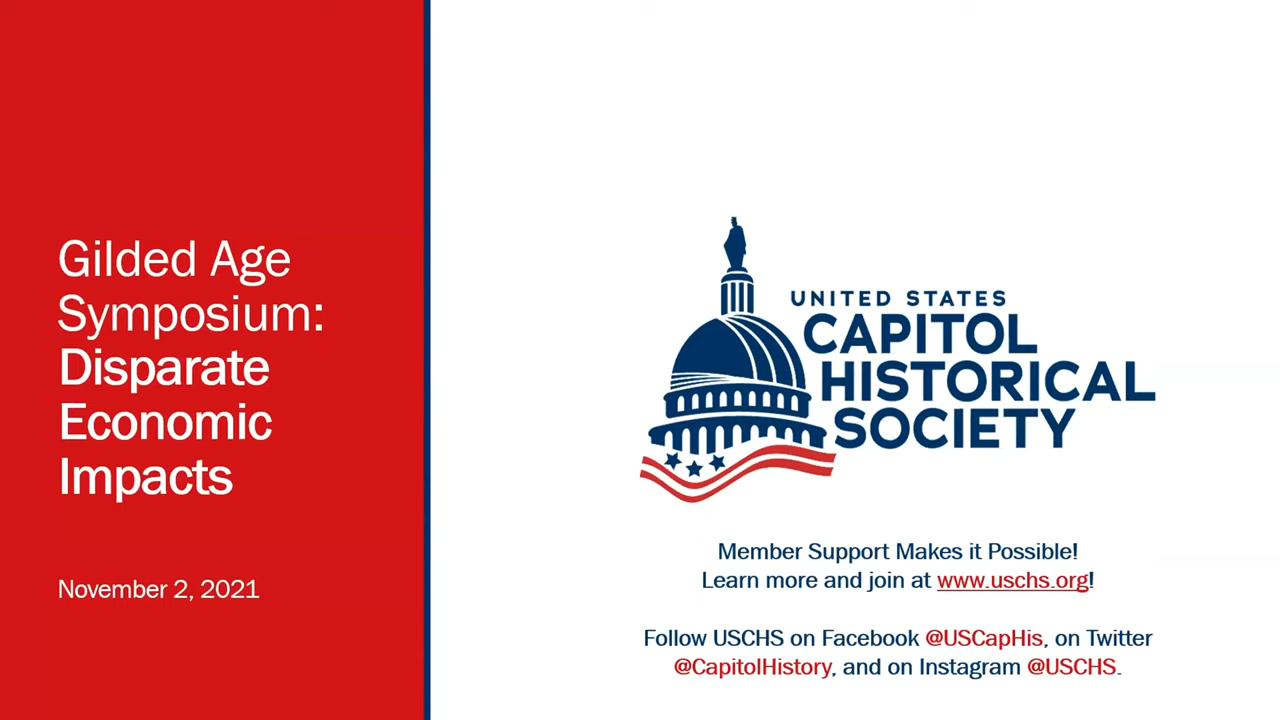 Gilded Age
Symposium:
Disparate
Economic
Impacts
November 2, 2021
UNITED STATES
CAPITOL
HISTORICAL
SOCIETY
Member Support Makes it Possible!
Learn more and join at www.uschs.org!
Follow USCHS on Facebook @USCapHis, on Twitter
@CapitolHistory, and on Instagram @USCHS.